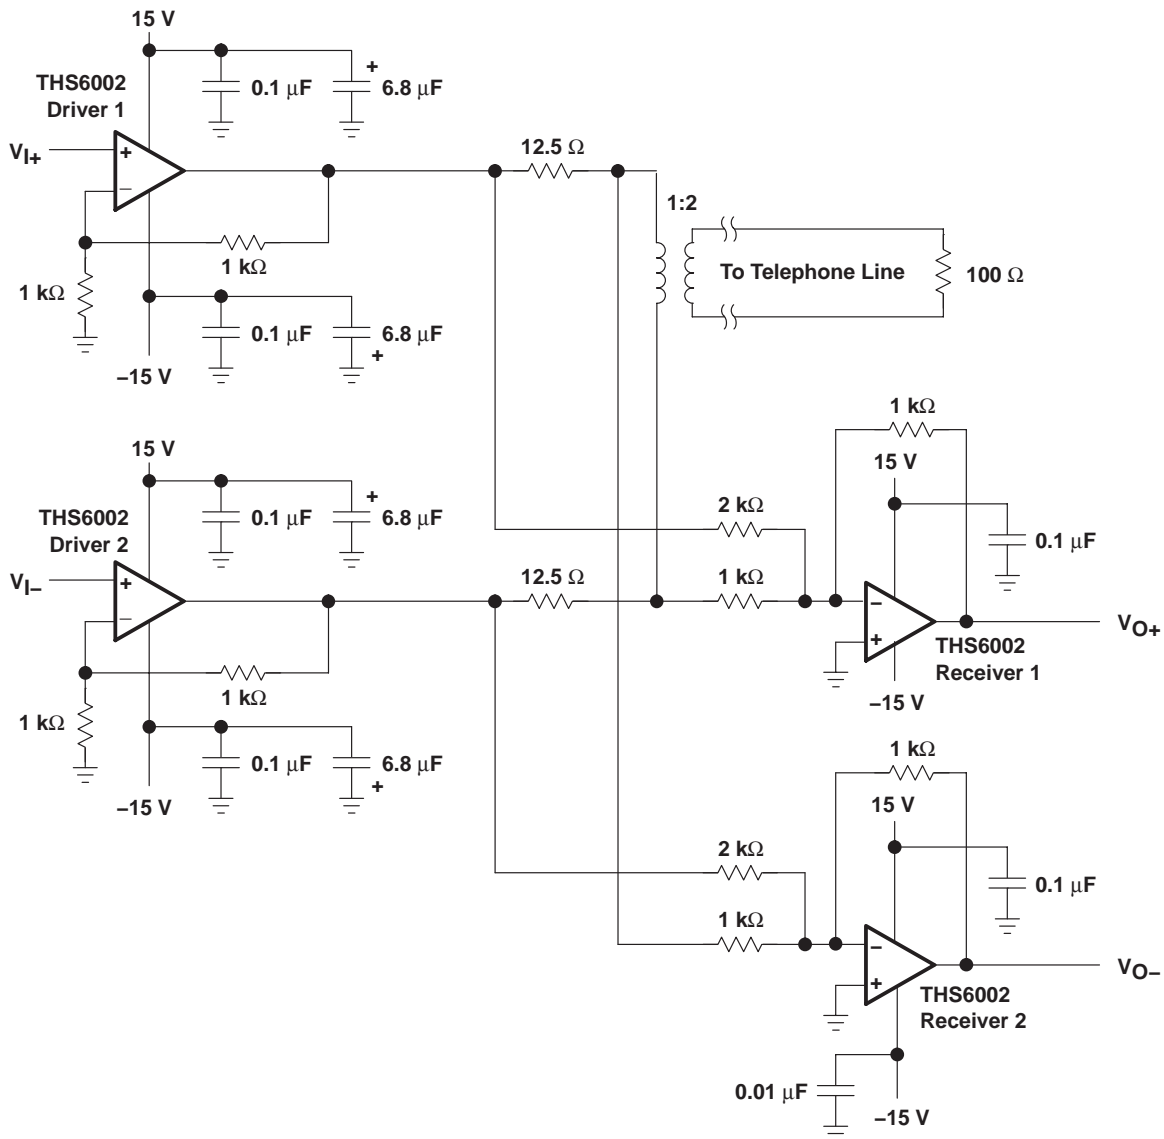 15 V
THS6002
Driver 1
0.1 μF
+
6.8 μF
V_I+
+
–
12.5 Ω
1:2
1 kΩ
1 kΩ
To Telephone Line
100 Ω
0.1 μF
6.8 μF
+
–15 V
15 V
THS6002
Driver 2
0.1 μF
+
6.8 μF
V_I–
+
–
12.5 Ω
1 kΩ
1 kΩ
0.1 μF
6.8 μF
+
–15 V
1 kΩ
15 V
2 kΩ
0.1 μF
1 kΩ
–
+
V_O+
THS6002
Receiver 1
–15 V
1 kΩ
15 V
2 kΩ
0.1 μF
1 kΩ
–
+
V_O–
THS6002
Receiver 2
0.01 μF
–15 V